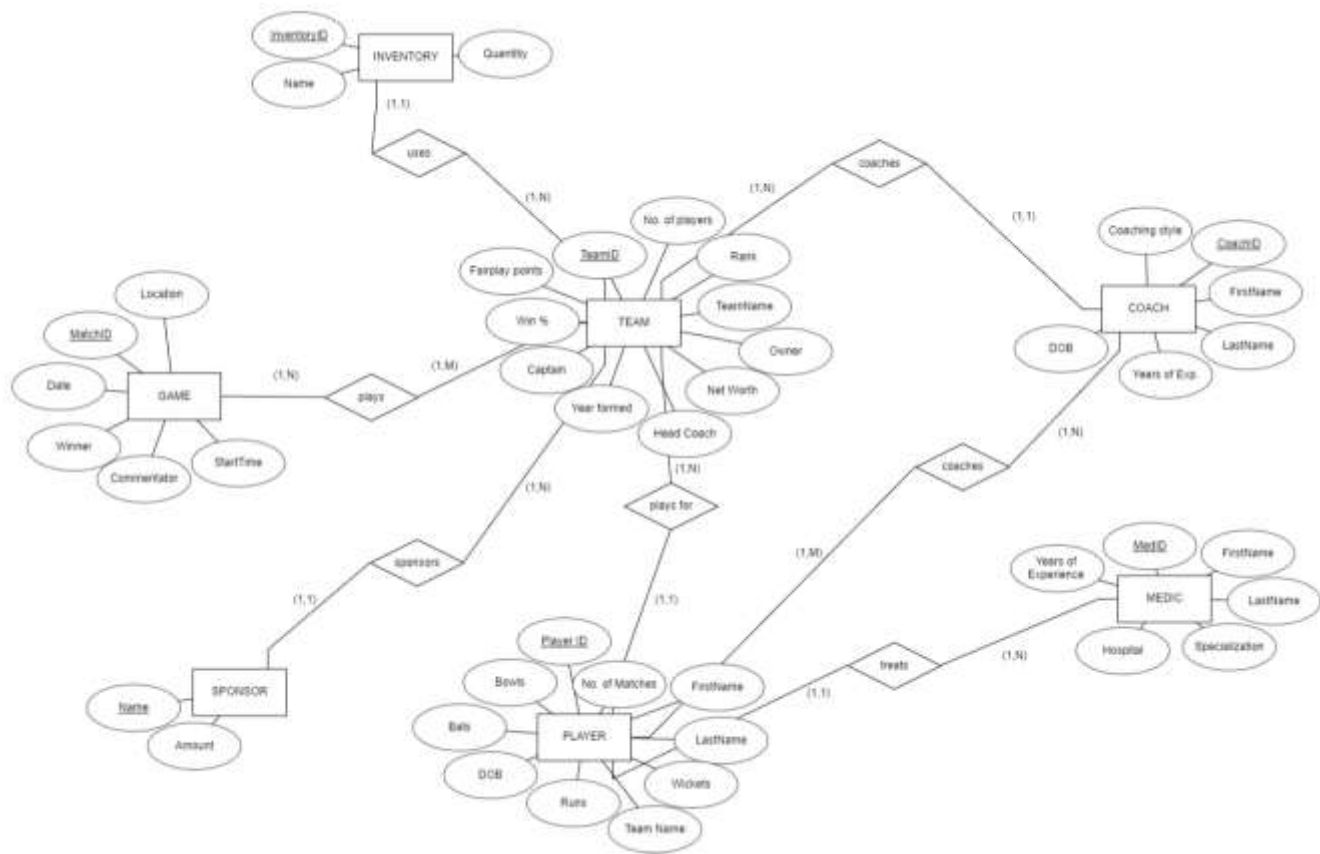 InventoryID
INVENTORY
Quantity
Name
(1,1)
uses
coaches
(1,N)
(1,N)
(1,1)
No. of players
Coaching style
CoachID
TeamID
Fairplay points
Location
FirstName
TEAM
TeamName
COACH
Win %
MatchID
Owner
LastName
DOB
(1,M)
Captain
Years of Exp.
Date
(1,N)
GAME
plays
Net Worth
Year formed
Head Coach
(1,N)
Winner
StartTime
Commentator
(1,N)
coaches
(1,N)
plays for
MedID
FirstName
(1,M)
Years of
Experience
sponsors
MEDIC
LastName
(1,1)
(1,1)
Player ID
Hospital
Specialization
treats
(1,N)
Bowls
No. of Matches
FirstName
SPONSOR
(1,1)
Name
Bats
PLAYER
LastName
Amount
DOB
Wickets
Runs
Team Name